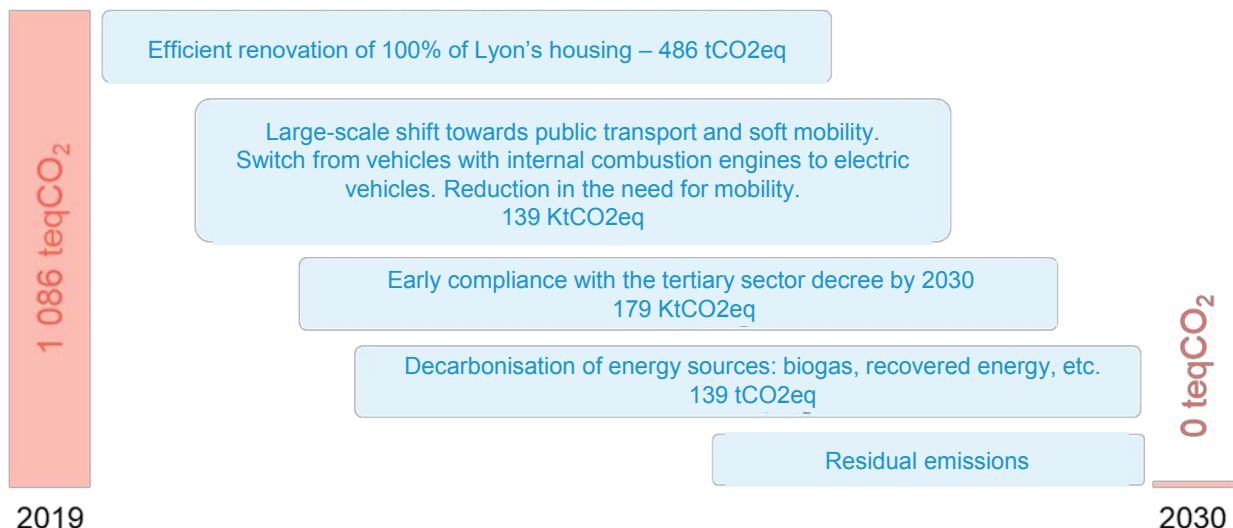 1 086 teqCO₂
Efficient renovation of 100% of Lyon's housing – 486 tCO2eq
Large-scale shift towards public transport and soft mobility.
Switch from vehicles with internal combustion engines to electric
vehicles. Reduction in the need for mobility.
139 KtCO2eq
Early compliance with the tertiary sector decree by 2030
179 KtCO2eq
Decarbonisation of energy sources: biogas, recovered energy, etc.
139 tCO2eq
Residual emissions
0 teqCO₂
2019
2030